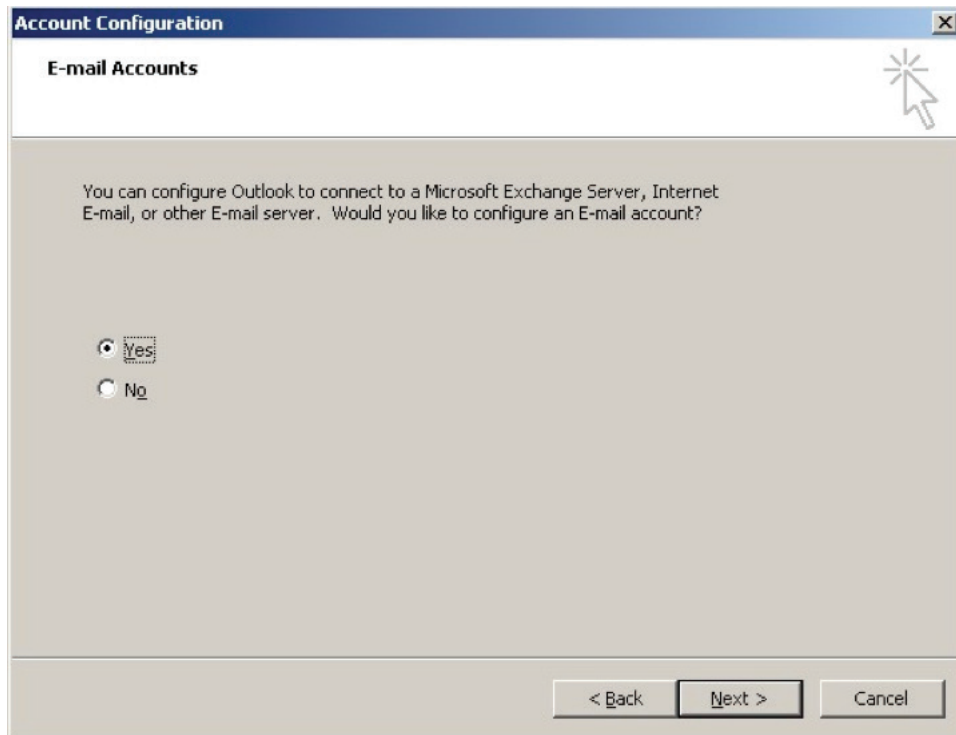 Account Configuration
E-mail Accounts
You can configure Outlook to connect to a Microsoft Exchange Server, Internet
E-mail, or other E-mail server.  Would you like to configure an E-mail account?
Yes
No
< Back
Next >
Cancel